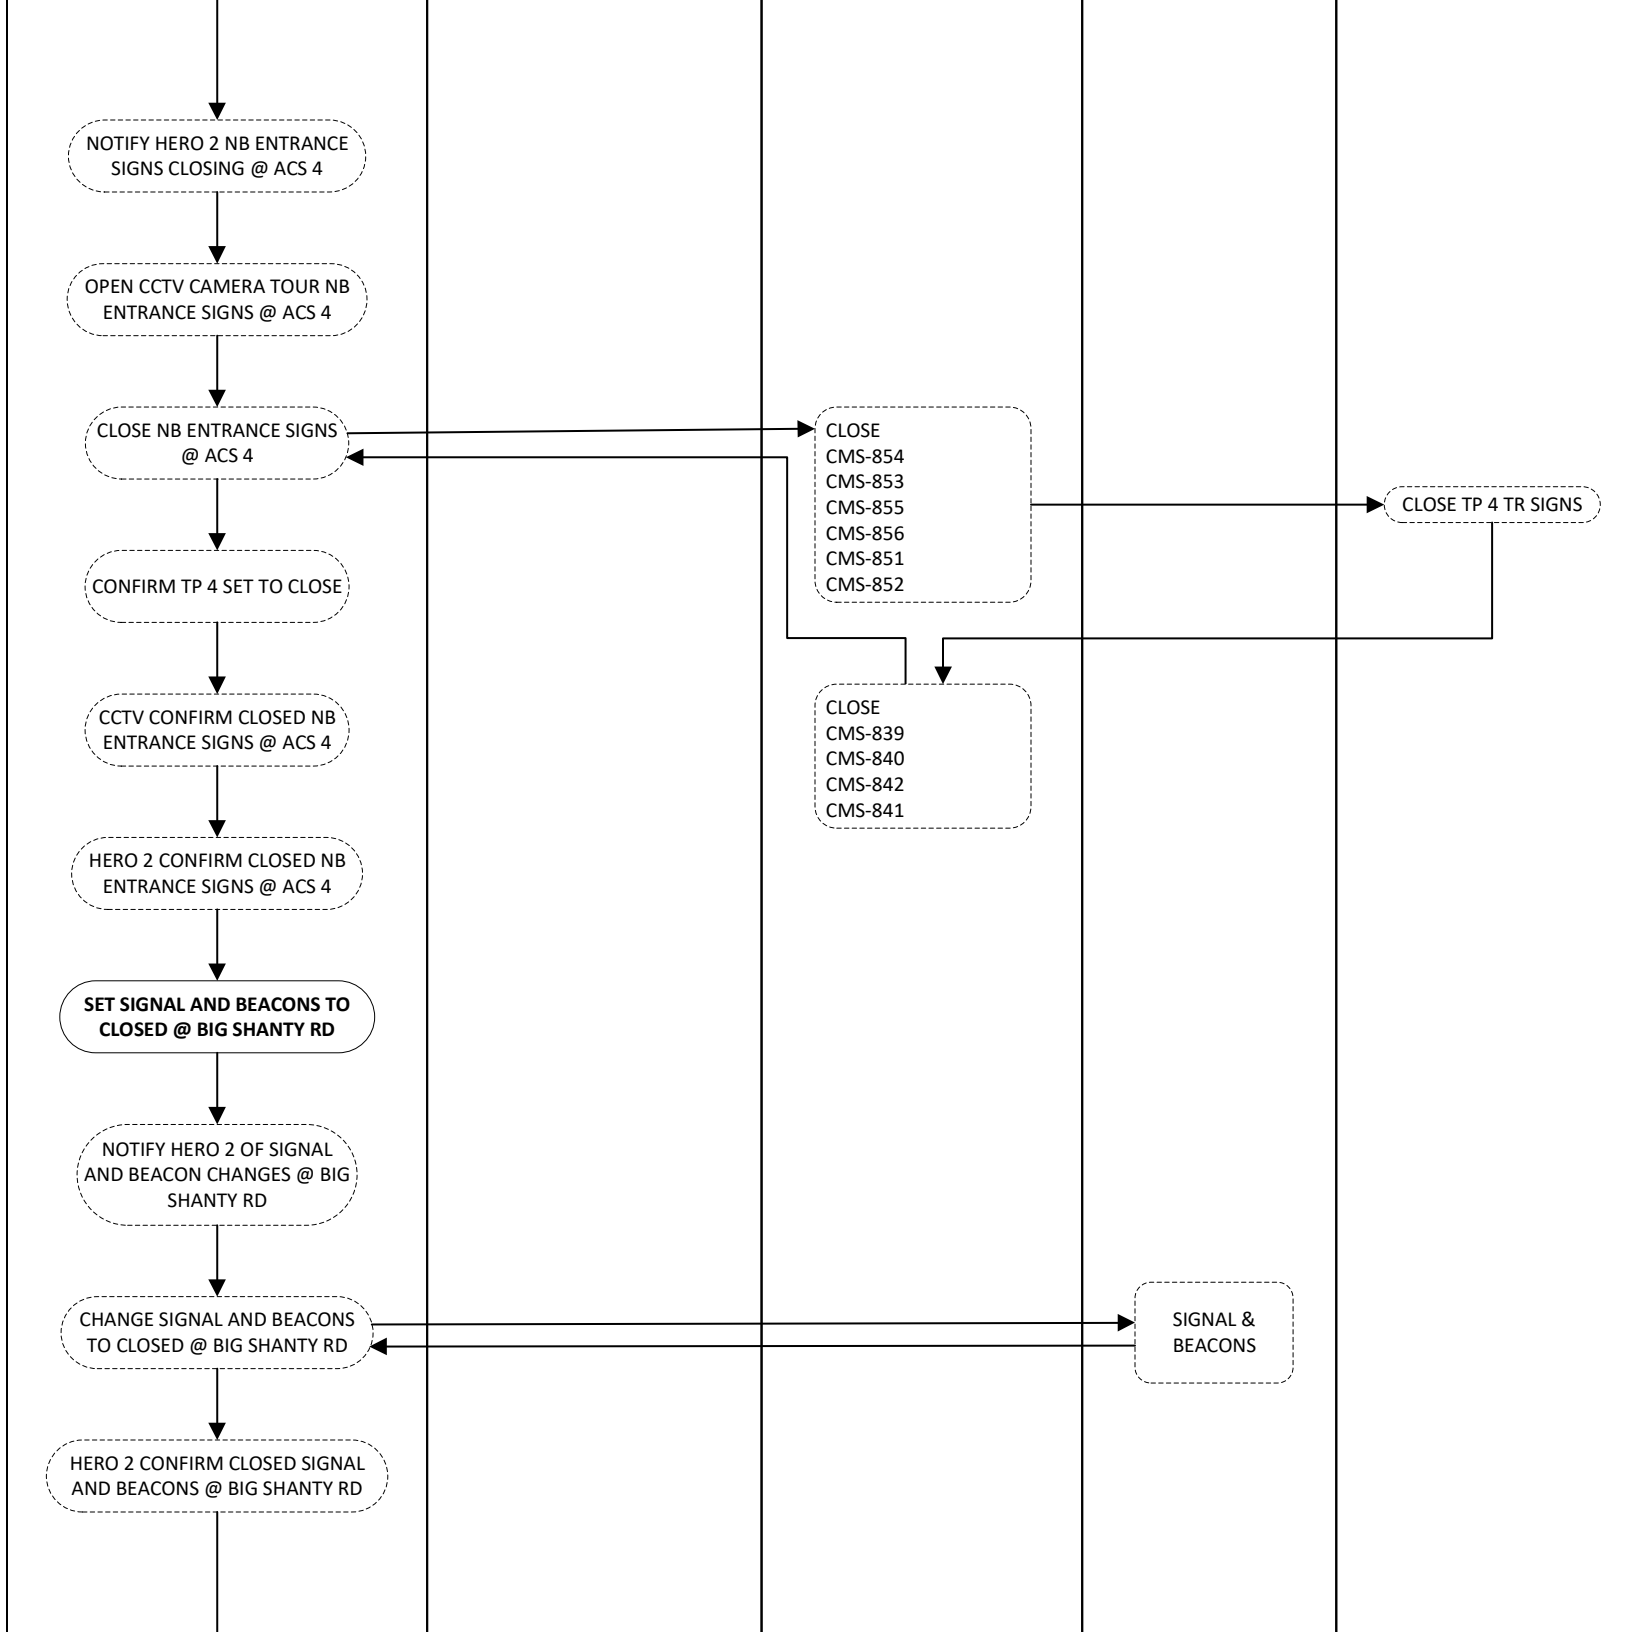 NOTIFY HERO 2 NB ENTRANCE
SIGNS CLOSING @ ACS 4
OPEN CCTV CAMERA TOUR NB
ENTRANCE SIGNS @ ACS 4
CLOSE NB ENTRANCE SIGNS
@ ACS 4
CLOSE
CMS-854
CMS-853
CMS-855
CMS-856
CMS-851
CMS-852
CLOSE TP 4 TR SIGNS
CLOSE
CMS-839
CMS-840
CMS-842
CMS-841
CONFIRM TP 4 SET TO CLOSE
CCTV CONFIRM CLOSED NB
ENTRANCE SIGNS @ ACS 4
HERO 2 CONFIRM CLOSED NB
ENTRANCE SIGNS @ ACS 4
SET SIGNAL AND BEACONS TO
CLOSED @ BIG SHANTY RD
NOTIFY HERO 2 OF SIGNAL
AND BEACON CHANGES @ BIG
SHANTY RD
CHANGE SIGNAL AND BEACONS
TO CLOSED @ BIG SHANTY RD
SIGNAL &
BEACONS
HERO 2 CONFIRM CLOSED SIGNAL
AND BEACONS @ BIG SHANTY RD